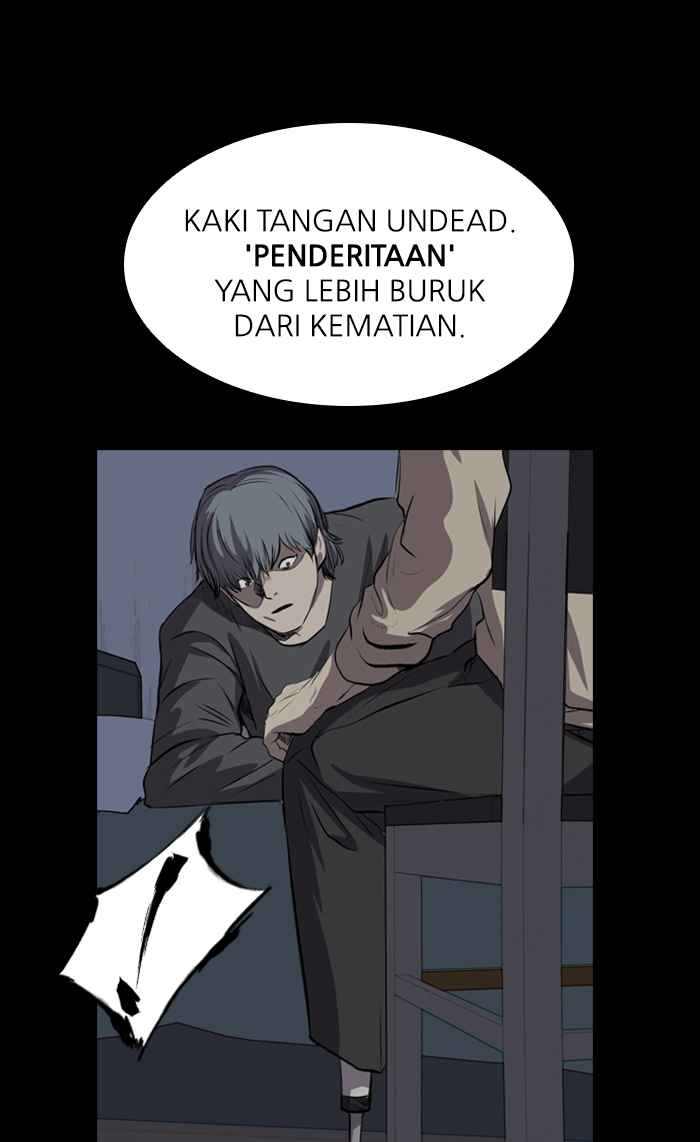 KAKI TANGAN UNDEAD.
'PENDERITAAN'
YANG LEBIH BURUK
DARI KEMATIAN.
!